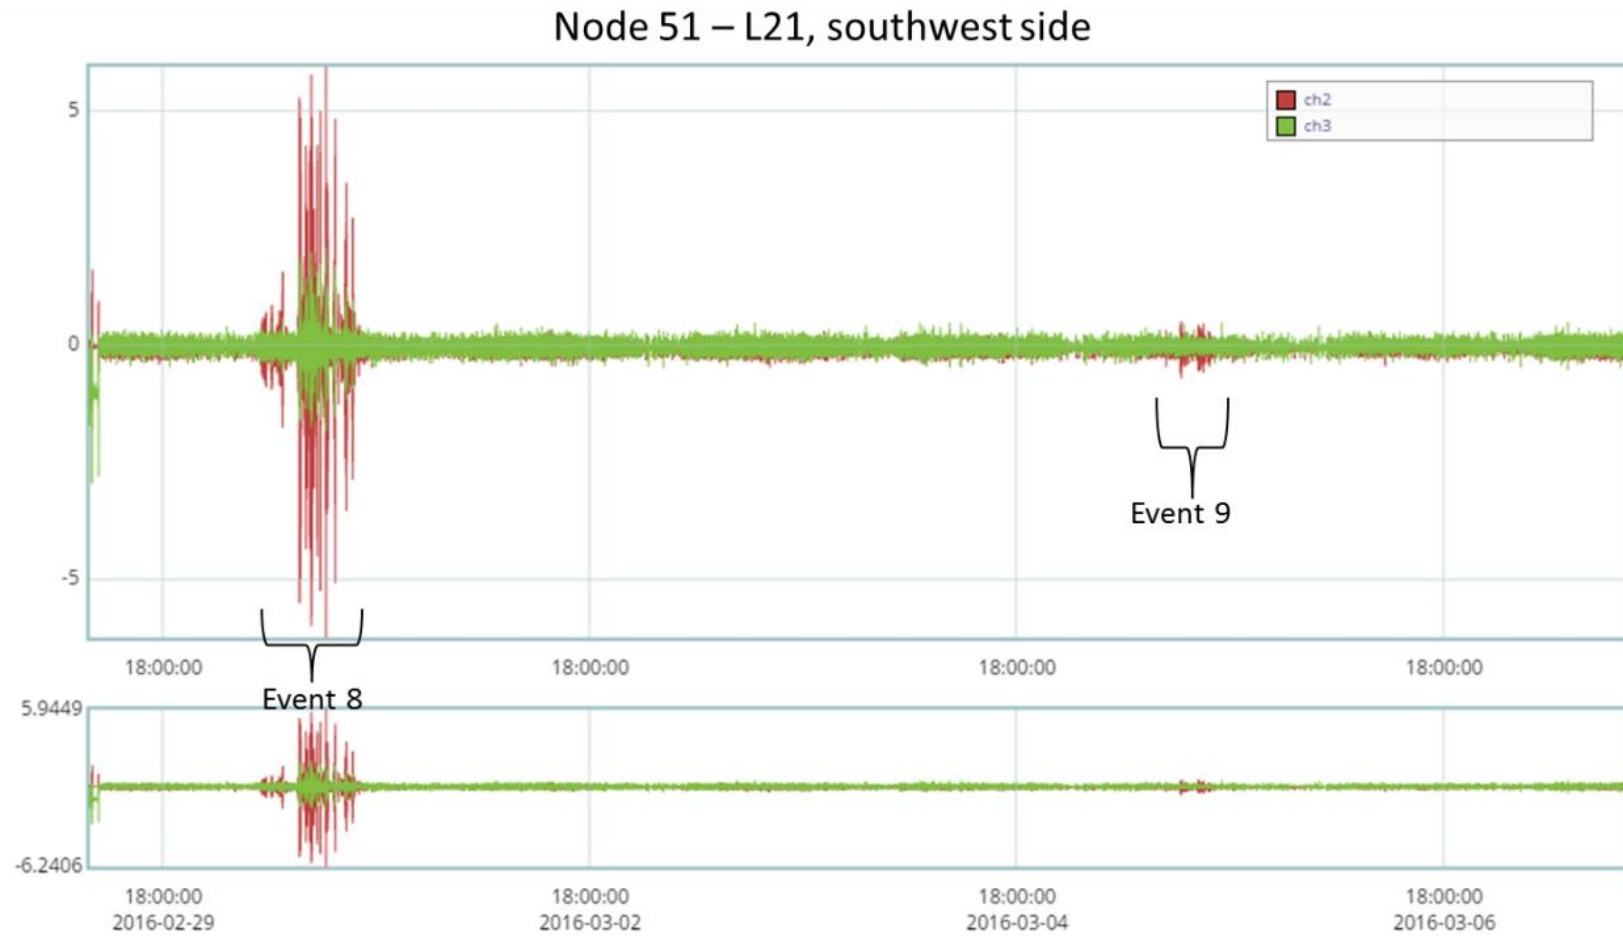 Node 51 – L21, southwest side
5
ch2
ch3
0
Event 9
-5
18:00:00 18:00:00 18:00:00 18:00:00
Event 8
5.9449
-6.2406
18:00:00 18:00:00 18:00:00 18:00:00
2016-02-29 2016-03-02 2016-03-04 2016-03-06